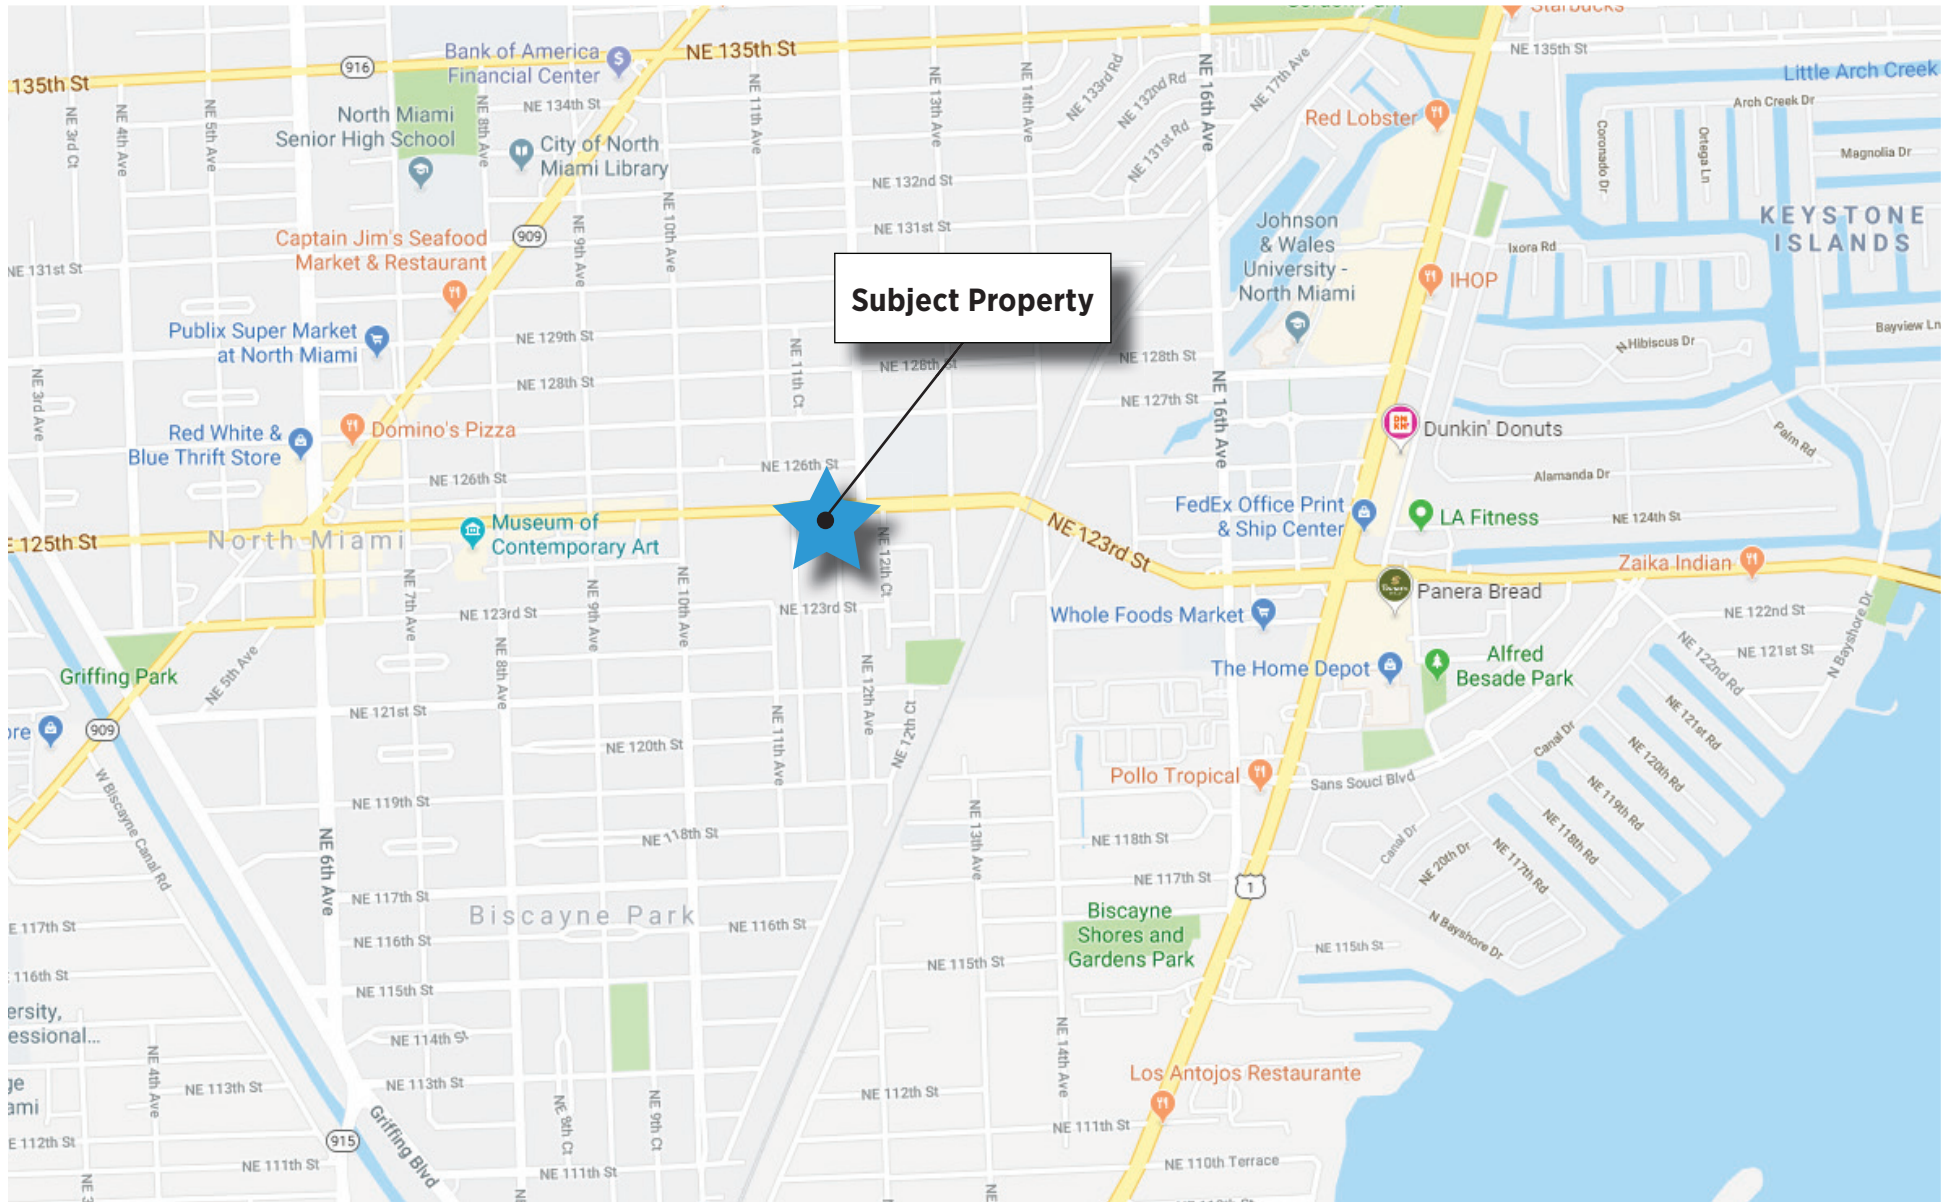 Starbucks
NE 135th St
Bank of America
Financial Center
$
NE 135th St
916
135th St
Little Arch Creek
NE 134th St
North Miami
Senior High School
City of North
Miami Library
NE 3rd Ct
NE 4th Ave
NE 5th Ave
NE 8th Ave
NE 11th Ave
NE 13th Ave
NE 14th Ave
NE 133rd Rd
NE 132nd Rd
NE 131st Rd
NE 16th Ave
NE 17th Ave
Red Lobster
Arch Creek Dr
Coronado Dr
Ortega Ln
Magnolia Dr
NE 132nd St
NE 10th Ave
NE 9th Ave
NE 131st St
909
Captain Jim's Seafood
Market & Restaurant
NE 131st St
Johnson
& Wales
University -
North Miami
KEYSTONE
ISLANDS
Ixora Rd
IHOP
Subject Property
Publix Super Market
at North Miami
NE 129th St
NE 128th St
NE 11th Ct
NE 128th St
NE 128th St
NE 127th St
NE 16th Ave
N Hibiscus Dr
Bayview Ln
NE 3rd Ave
Red White &
Blue Thrift Store
Domino's Pizza
DN
KN'
Dunkin' Donuts
Palm Rd
NE 126th St
NE 126th St
Alamanda Dr
FedEx Office Print
& Ship Center
LA Fitness
NE 124th St
E 125th St
North Miami
Museum of
Contemporary Art
NE 123rd St
NE 12th Ct
Zaika Indian
Panera Bread
NE 7th Ave
NE 123rd St
NE 9th Ave
NE 10th Ave
NE 123rd St
Whole Foods Market
NE 122nd St
NE 121st St
NE 122nd Rd
N Bayshore Dr
The Home Depot
Alfred
Besade Park
Griffing Park
NE 5th Ave
NE 8th Ave
NE 12th Ave
NE 12th Ct
909
ore
NE 121st St
NE 11th Ave
NE 120th St
NE 121st Rd
NE 120th Rd
Canal Dr
Pollo Tropical
Sans Souci Blvd
W Biscayne Canal Rd
NE 119th St
NE 119th Rd
NE 118th St
NE 118th St
NE 118th Rd
NE 13th Ave
NE 6th Ave
Canal Dr
NE 20th Dr
NE 117th Rd
NE 117th St
NE 117th St
1
Biscayne Park
NE 116th St
NE 116th St
Biscayne
Shores and
Gardens Park
N Bayshore Dr
NE 115th St
E 117th St
116th St
NE 115th St
NE 115th St
ersity,
essional...
NE 114th St
NE 4th Ave
NE 113th St
NE 113th St
NE 8th Ct
NE 9th Ct
NE 112th St
NE 14th Ave
Los Antojos Restaurante
ge
ami
E 112th St
915
Griffing Blvd
NE 111th St
NE 111th St
NE 111th St
NE 110th Terrace
NE 3
NE